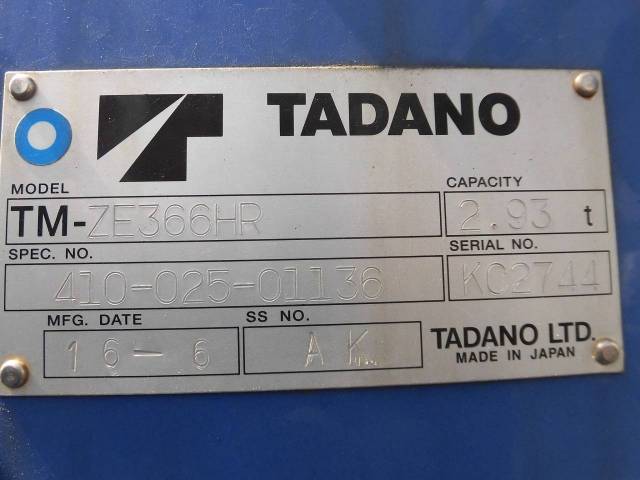 TADANO
MODEL
TM-ZE366HR
CAPACITY
2.93 t
SPEC. NO.
410-025-01136
SERIAL NO.
KC2744
MFG. DATE
16-6
SS NO.
AK
TADANO LTD.
MADE IN JAPAN